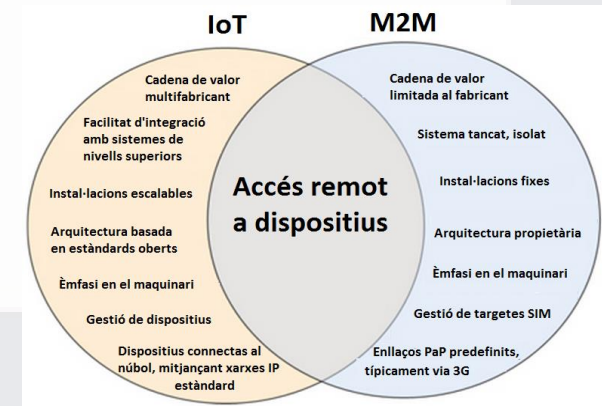 IoT
M2M
Cadena de valor
multifabricant
Facilitat d'integració
amb sistemes de
nivells superiors
Instal·lacions escalables
Arquitectura basada
en estàndards oberts
Èmfasi en el maquinari
Gestió de dispositius
Dispositius connectas al
núbol, mitjançant xarxes IP
estàndard
Accés remot
a dispositius
Cadena de valor
limitada al fabricant
Sistema tancat, isolat
Instal·lacions fixes
Arquitectura propietària
Èmfasi en el maquinari
Gestió de targetes SIM
Enllaços PaP predefinits,
típicament via 3G